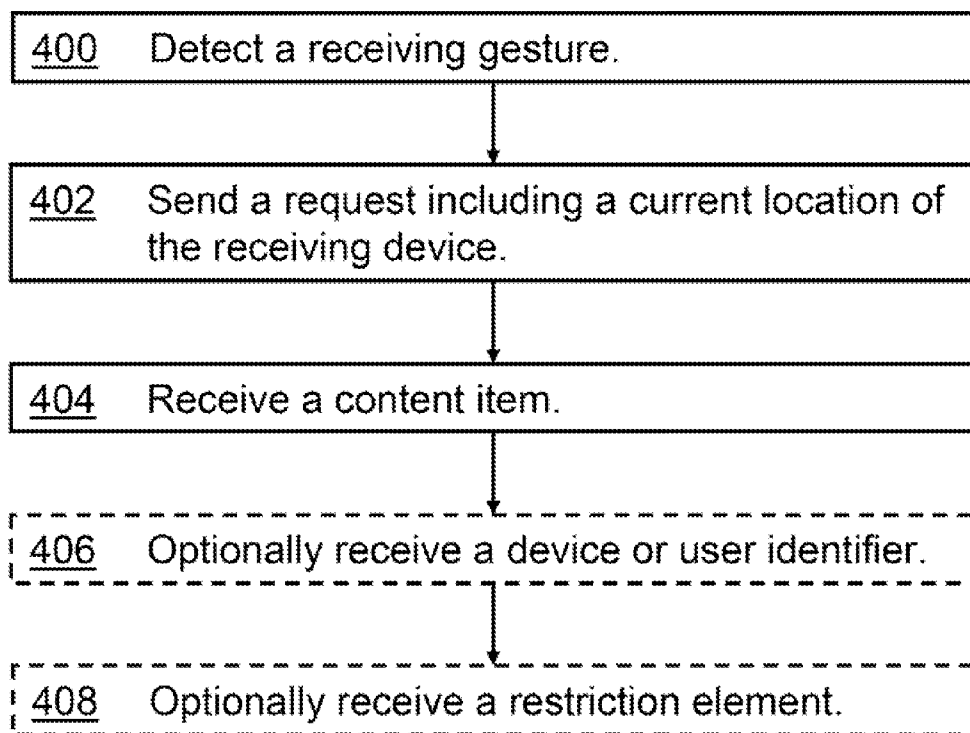 400 Detect a receiving gesture.
402 Send a request including a current location of
the receiving device.
404 Receive a content item.
406 Optionally receive a device or user identifier.
408 Optionally receive a restriction element.